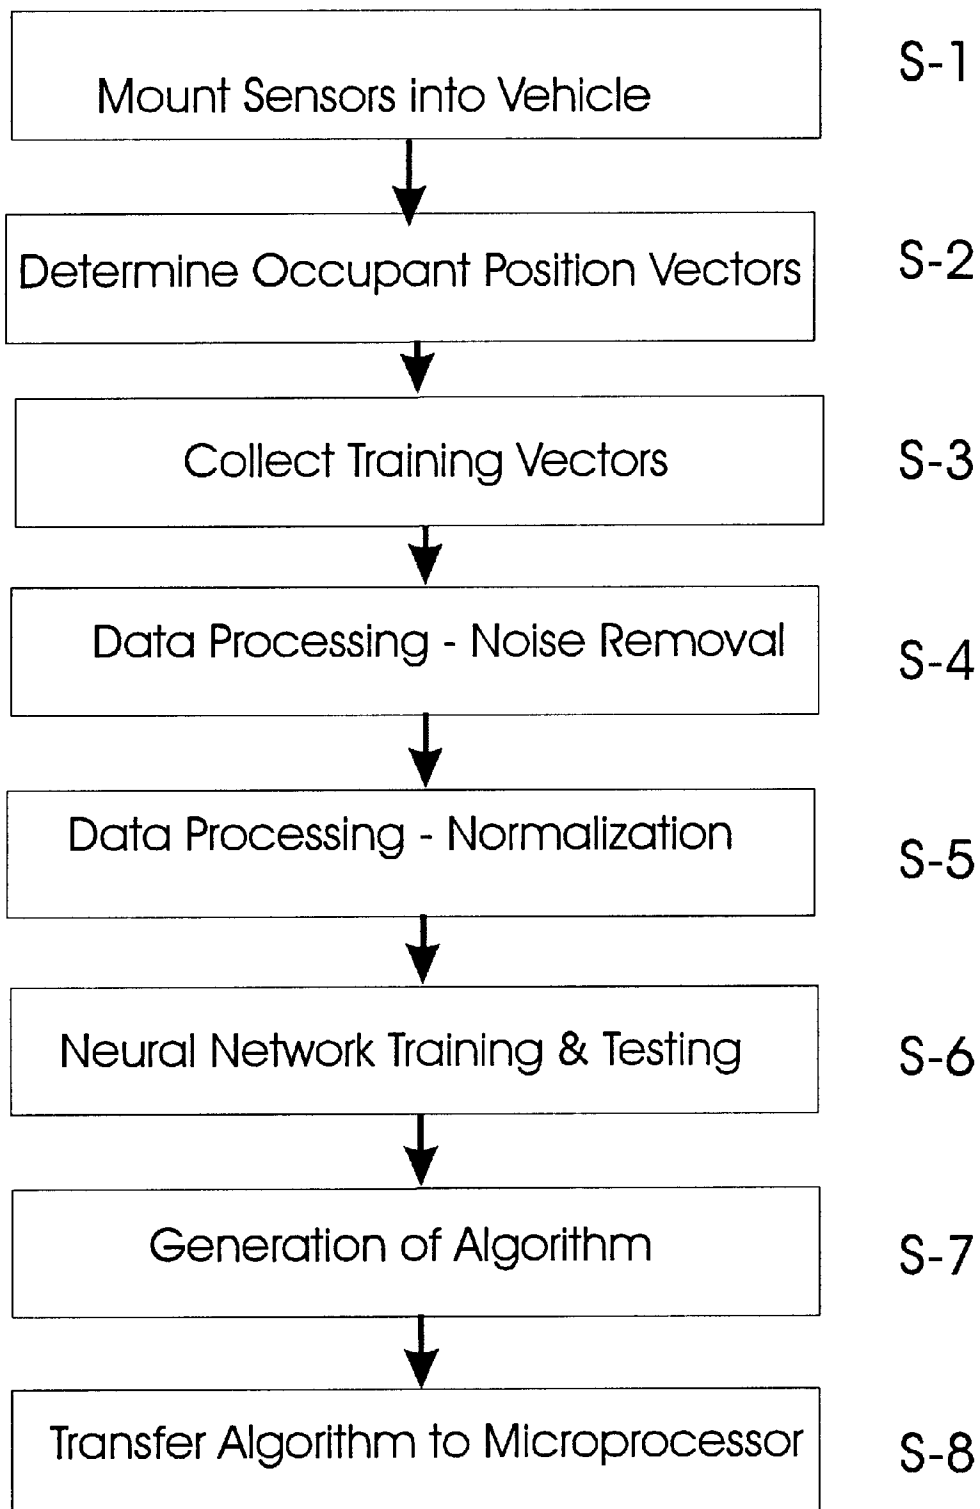 Mount Sensors into Vehicle S-1
Determine Occupant Position Vectors S-2
Collect Training Vectors S-3
Data Processing - Noise Removal S-4
Data Processing - Normalization S-5
Neural Network Training & Testing S-6
Generation of Algorithm S-7
Transfer Algorithm to Microprocessor S-8